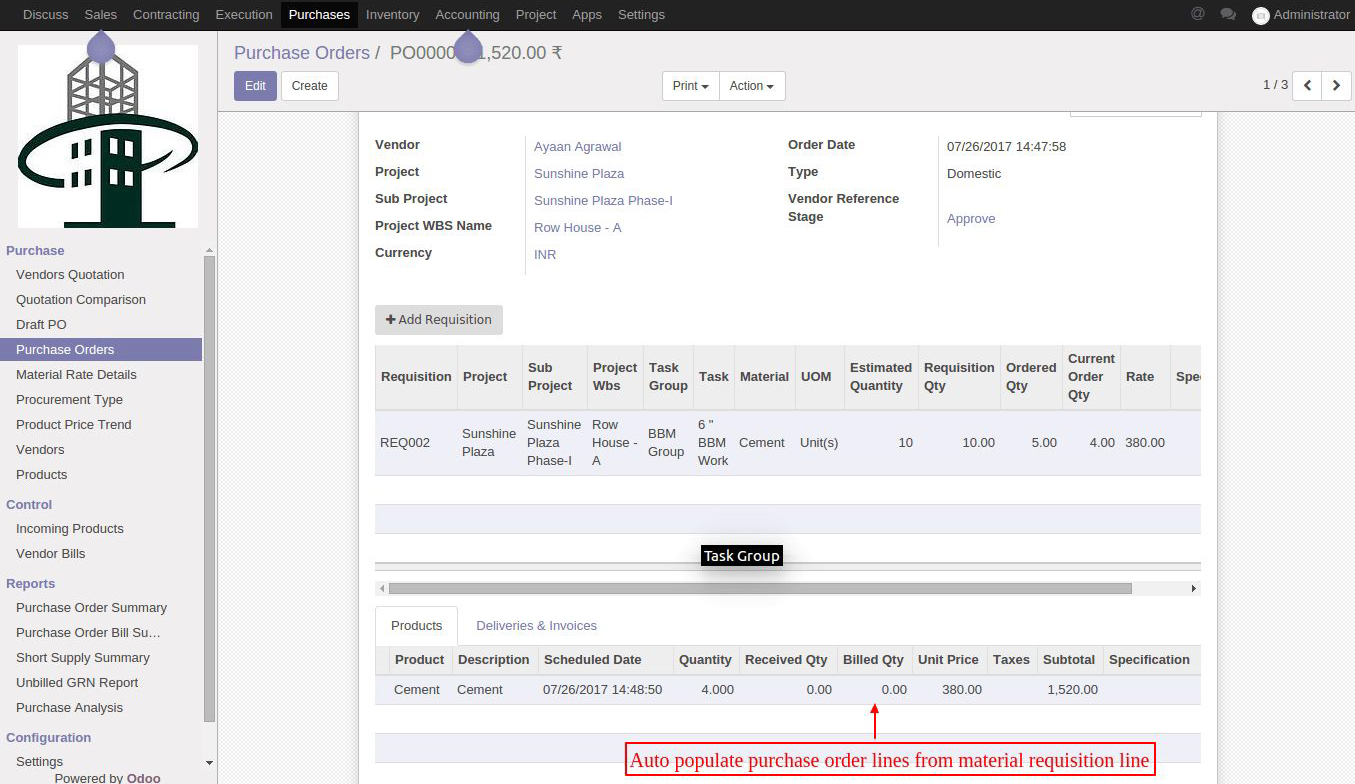 Discuss Sales Contracting Execution Purchases Inventory Accounting Project Apps Settings @ Administrator
Purchase Orders / PO0000 1,520.00 ₹
Edit Create Print Action 1 / 3
Vendor Ayaan Agrawal Order Date 07/26/2017 14:47:58
Project Sunshine Plaza Type Domestic
Sub Project Sunshine Plaza Phase-I Vendor Reference
Stage Approve
Project WBS Name Row House - A
Currency INR
Purchase
Vendors Quotation
Quotation Comparison
Draft PO
Purchase Orders
Material Rate Details
Procurement Type
Product Price Trend
Vendors
Products
Control
Incoming Products
Vendor Bills
Reports
Purchase Order Summary
Purchase Order Bill Su…
Short Supply Summary
Unbilled GRN Report
Purchase Analysis
Configuration
Settings
Powered by Odoo
+ Add Requisition
Requisition Project Sub Project Project Wbs Task Group Task Material UOM Estimated Quantity Requisition Qty Ordered Qty Current Order Qty Rate Spec
REQ002 Sunshine Plaza Sunshine Plaza Phase-I Row House - A BBM Group 6 " BBM Work Cement Unit(s) 10 10.00 5.00 4.00 380.00
Task Group
Products Deliveries & Invoices
Product Description Scheduled Date Quantity Received Qty Billed Qty Unit Price Taxes Subtotal Specification
Cement Cement 07/26/2017 14:48:50 4.000 0.00 0.00 380.00 1,520.00
Auto populate purchase order lines from material requisition line